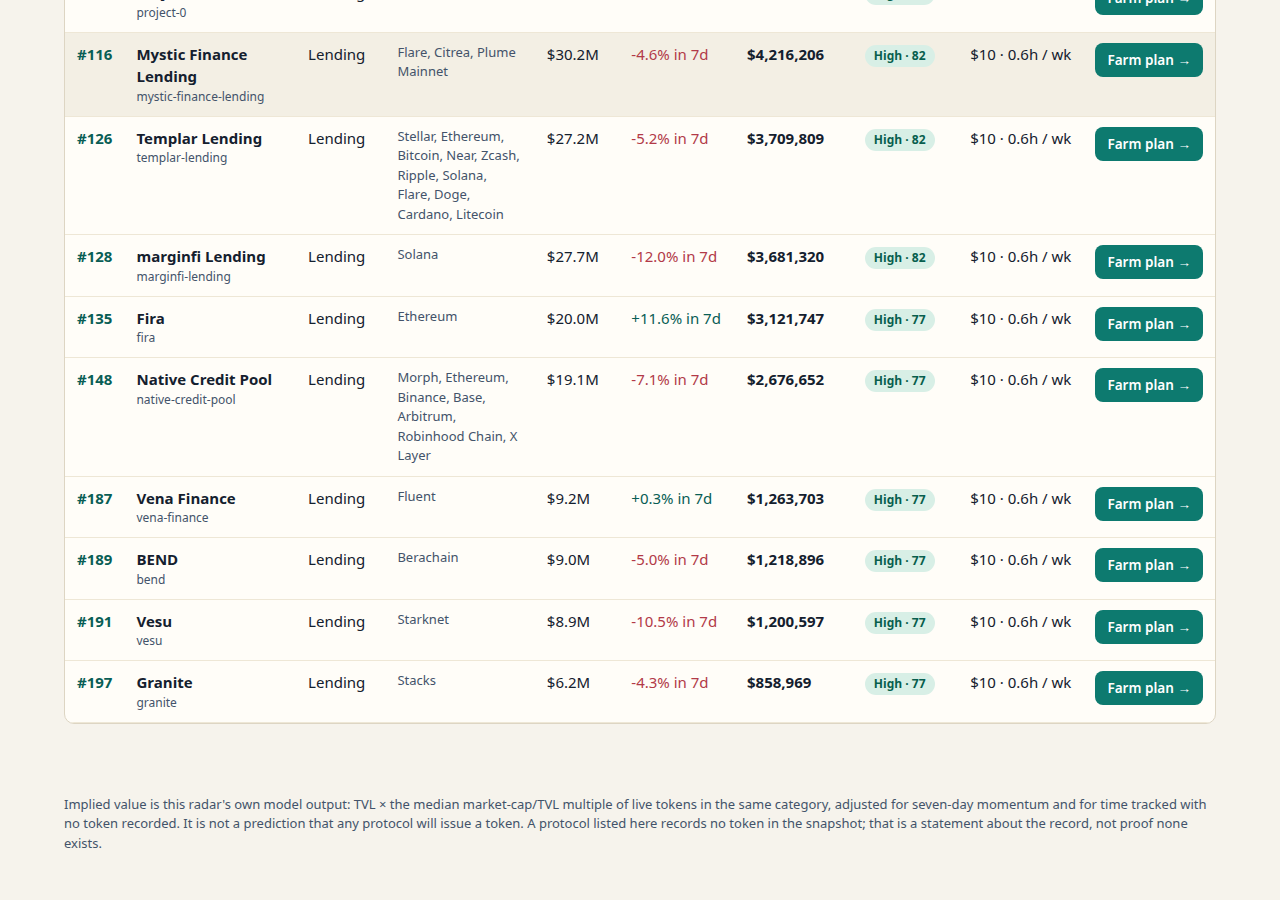 project-0
#116 Mystic Finance Lending Flare, Citrea, Plume $30.2M -4.6% in 7d $4,216,206 High · 82 $10 · 0.6h / wk Farm plan →
Lending Mainnet
mystic-finance-lending
#126 Templar Lending Lending Stellar, Ethereum, $27.2M -5.2% in 7d $3,709,809 High · 82 $10 · 0.6h / wk Farm plan →
templar-lending Bitcoin, Near, Zcash,
Ripple, Solana,
Flare, Doge,
Cardano, Litecoin
#128 marginfi Lending Lending Solana $27.7M -12.0% in 7d $3,681,320 High · 82 $10 · 0.6h / wk Farm plan →
marginfi-lending
#135 Fira Lending Ethereum $20.0M +11.6% in 7d $3,121,747 High · 77 $10 · 0.6h / wk Farm plan →
fira
#148 Native Credit Pool Lending Morph, Ethereum, $19.1M -7.1% in 7d $2,676,652 High · 77 $10 · 0.6h / wk Farm plan →
native-credit-pool Binance, Base,
Arbitrum,
Robinhood Chain, X
Layer
#187 Vena Finance Lending Fluent $9.2M +0.3% in 7d $1,263,703 High · 77 $10 · 0.6h / wk Farm plan →
vena-finance
#189 BEND Lending Berachain $9.0M -5.0% in 7d $1,218,896 High · 77 $10 · 0.6h / wk Farm plan →
bend
#191 Vesu Lending Starknet $8.9M -10.5% in 7d $1,200,597 High · 77 $10 · 0.6h / wk Farm plan →
vesu
#197 Granite Lending Stacks $6.2M -4.3% in 7d $858,969 High · 77 $10 · 0.6h / wk Farm plan →
granite
Implied value is this radar's own model output: TVL × the median market-cap/TVL multiple of live tokens in the same category, adjusted for seven-day momentum and for time tracked with
no token recorded. It is not a prediction that any protocol will issue a token. A protocol listed here records no token in the snapshot; that is a statement about the record, not proof none
exists.